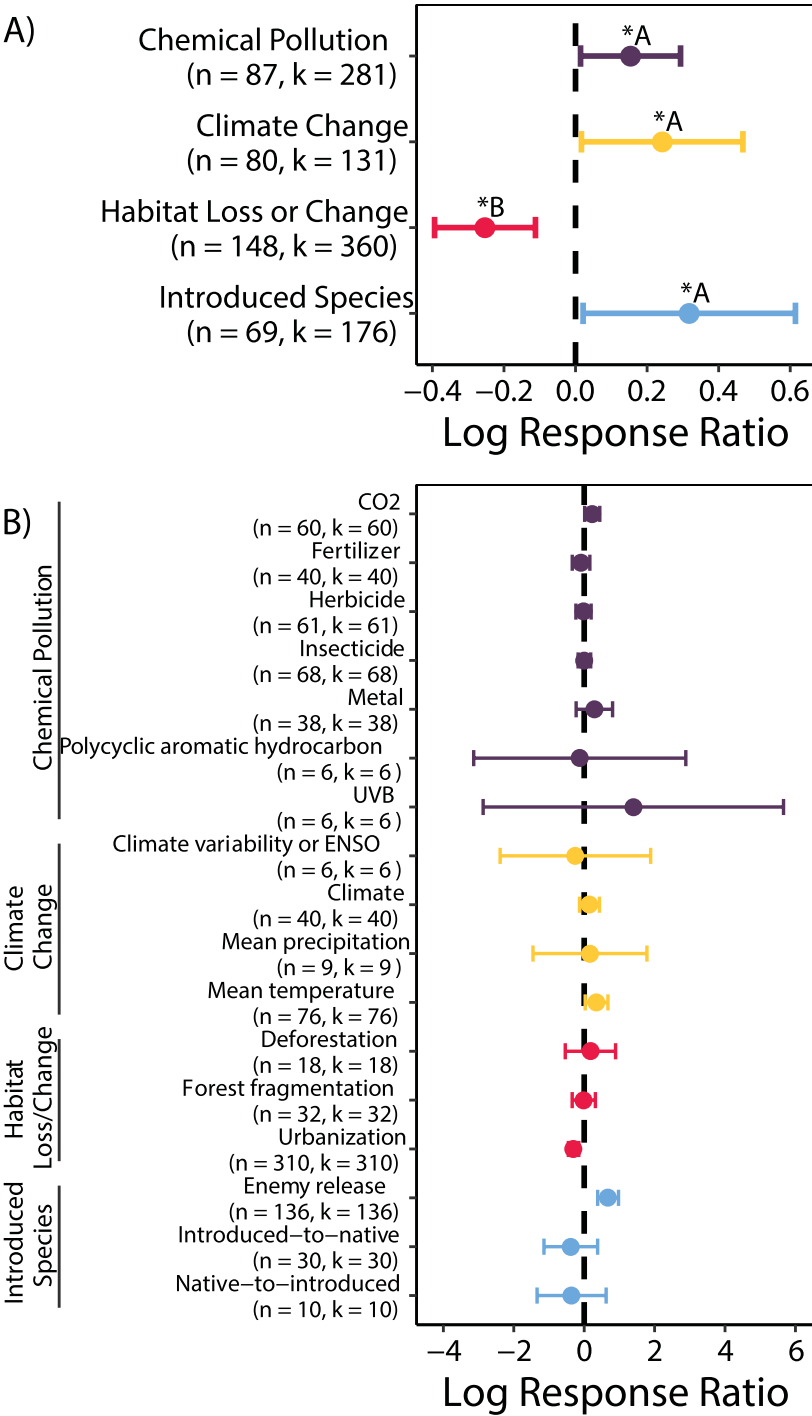 A)
Chemical Pollution
(n = 87, k = 281)
*A
Climate Change
(n = 80, k = 131)
*A
Habitat Loss or Change
(n = 148, k = 360)
*B
Introduced Species
(n = 69, k = 176)
*A
−0.4 −0.2 0.0 0.2 0.4 0.6
Log Response Ratio
B)
Chemical Pollution
CO2
(n = 60, k = 60)
Fertilizer
(n = 40, k = 40)
Herbicide
(n = 61, k = 61)
Insecticide
(n = 68, k = 68)
Metal
(n = 38, k = 38)
Polycyclic aromatic hydrocarbon
(n = 6, k = 6 )
UVB
(n = 6, k = 6 )
Climate
Change
Climate variability or ENSO
(n = 6, k = 6 )
Climate
(n = 40, k = 40)
Mean precipitation
(n = 9, k = 9 )
Mean temperature
(n = 76, k = 76)
Habitat
Loss/Change
Deforestation
(n = 18, k = 18)
Forest fragmentation
(n = 32, k = 32)
Urbanization
(n = 310, k = 310)
Introduced
Species
Enemy release
(n = 136, k = 136)
Introduced−to−native
(n = 30, k = 30)
Native−to−introduced
(n = 10, k = 10)
−4 −2 0 2 4 6
Log Response Ratio